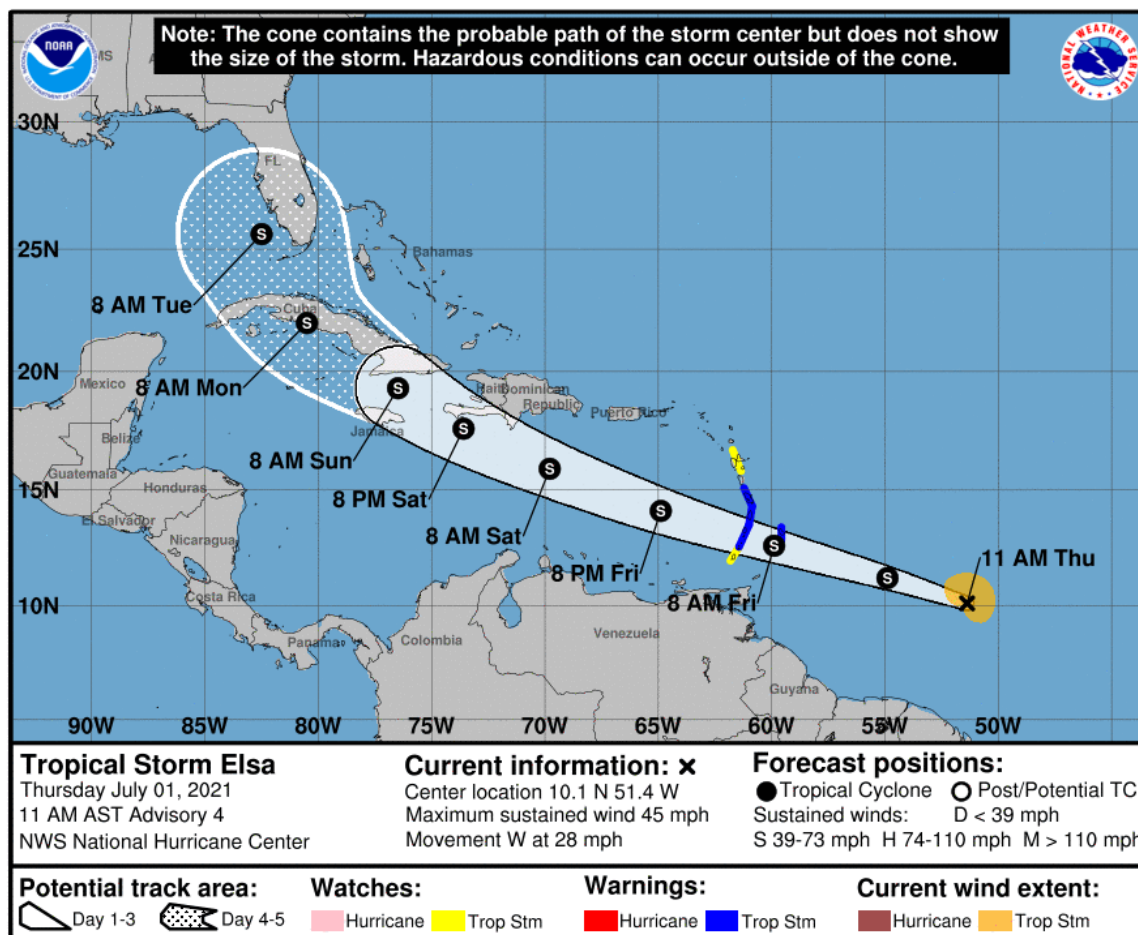 Note: The cone contains the probable path of the storm center but does not show
the size of the storm. Hazardous conditions can occur outside of the cone.
NOAA
NATIONAL WEATHER SERVICE
MS
30N
FL
25N
Bahamas
8 AM Tue
Cuba
20N
Mexico
8 AM Mon
Haiti
Dominican
Republic
Puerto Rico
Jamaica
Belize
8 AM Sun
Guatemala
Honduras
8 PM Sat
15N
El Salvador
8 AM Sat
Nicaragua
8 PM Fri
11 AM Thu
Costa Rica
8 AM Fri
10N
Panama
Colombia
Venezuela
Guyana
S S S S S S S S
90W 85W 80W 75W 70W 65W 60W 55W 50W
Tropical Storm Elsa
Thursday July 01, 2021
11 AM AST Advisory 4
NWS National Hurricane Center
Current information: x
Center location 10.1 N 51.4 W
Maximum sustained wind 45 mph
Movement W at 28 mph
Forecast positions:
Tropical Cyclone Post/Potential TC
Sustained winds: D < 39 mph
S 39-73 mph H 74-110 mph M > 110 mph
Potential track area:
Day 1-3 Day 4-5
Watches:
Hurricane Trop Stm
Warnings:
Hurricane Trop Stm
Current wind extent:
Hurricane Trop Stm